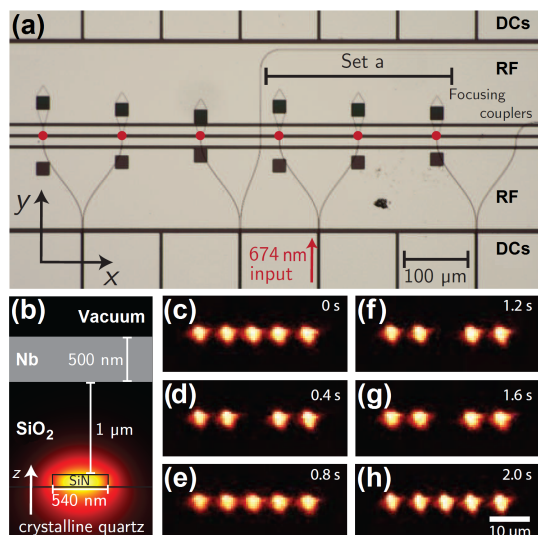 (a)
DCs
Set a
RF
Focusing
couplers
y
x
674 nm
input
RF
100 µm
DCs
(b)
Vacuum
Nb
500 nm
SiO2
1 µm
z
SiN
540 nm
crystalline quartz
(c)
0 s
(d)
0.4 s
(e)
0.8 s
(f)
1.2 s
(g)
1.6 s
(h)
2.0 s
10 µm